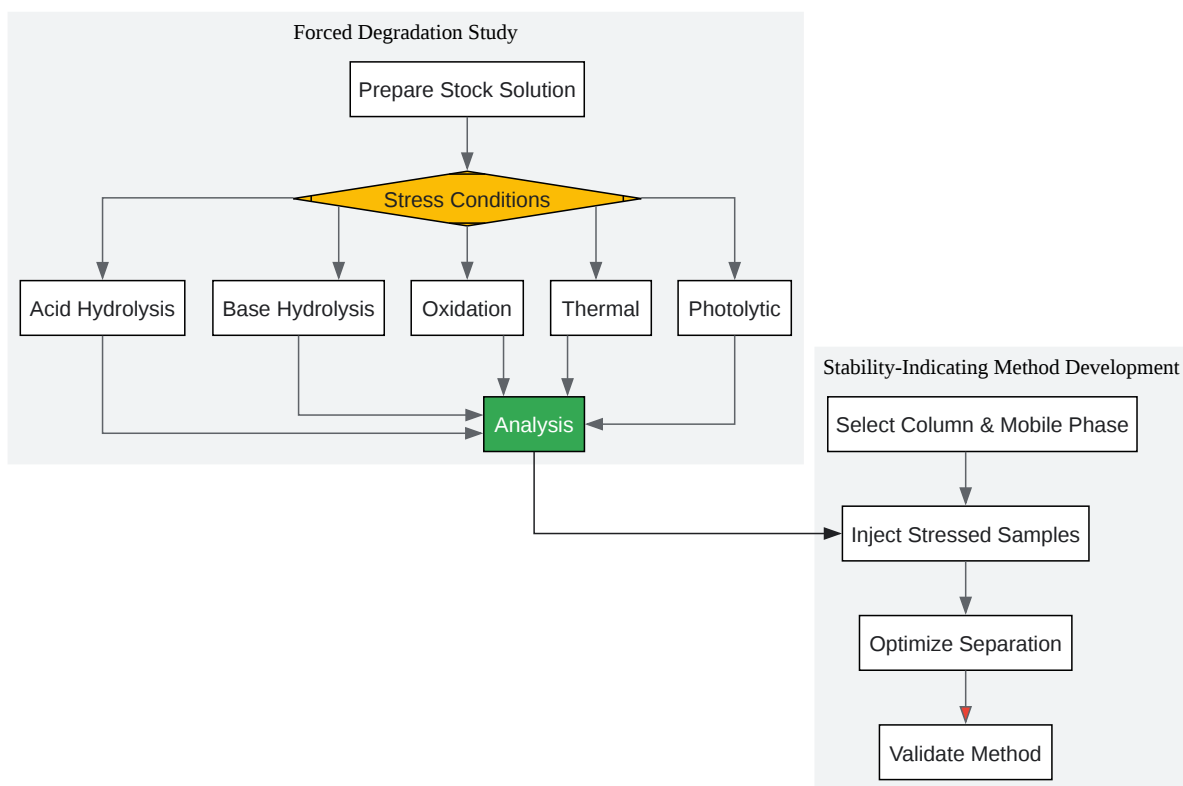 Forced Degradation Study
Prepare Stock Solution
Stress Conditions
Acid Hydrolysis
Base Hydrolysis
Oxidation
Thermal
Photolytic
Analysis
Stability-Indicating Method Development
Select Column & Mobile Phase
Inject Stressed Samples
Optimize Separation
Validate Method